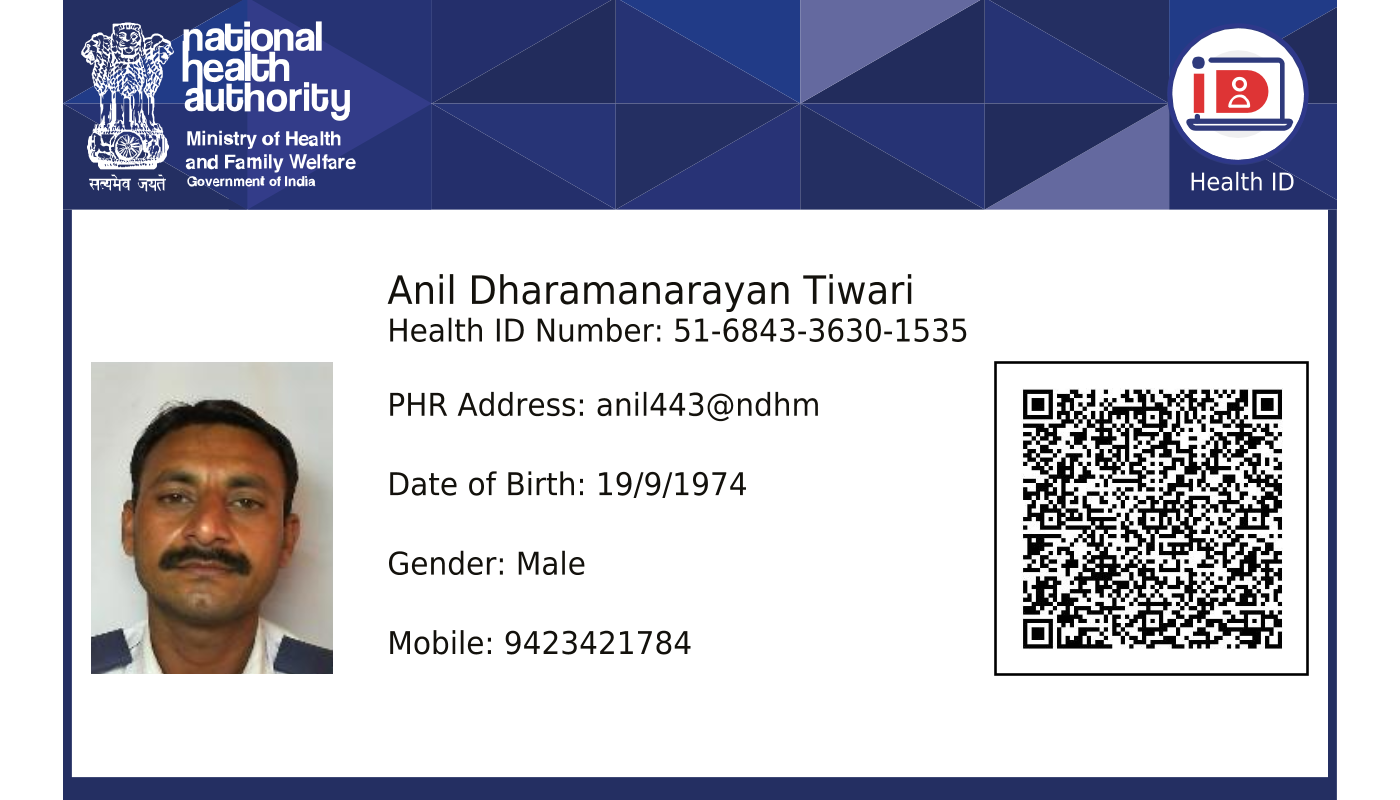 national
health
authority
Ministry of Health
and Family Welfare
Government of India
सत्यमेव जयते
Health ID
Anil Dharamanarayan Tiwari
Health ID Number: 51-6843-3630-1535
PHR Address: anil443@ndhm
Date of Birth: 19/9/1974
Gender: Male
Mobile: 9423421784